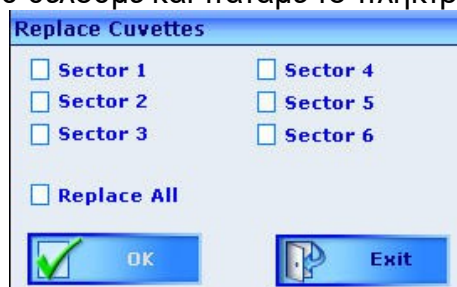 Replace Cuvettes
Sector 1 Sector 4
Sector 2 Sector 5
Sector 3 Sector 6
Replace All
OK Exit